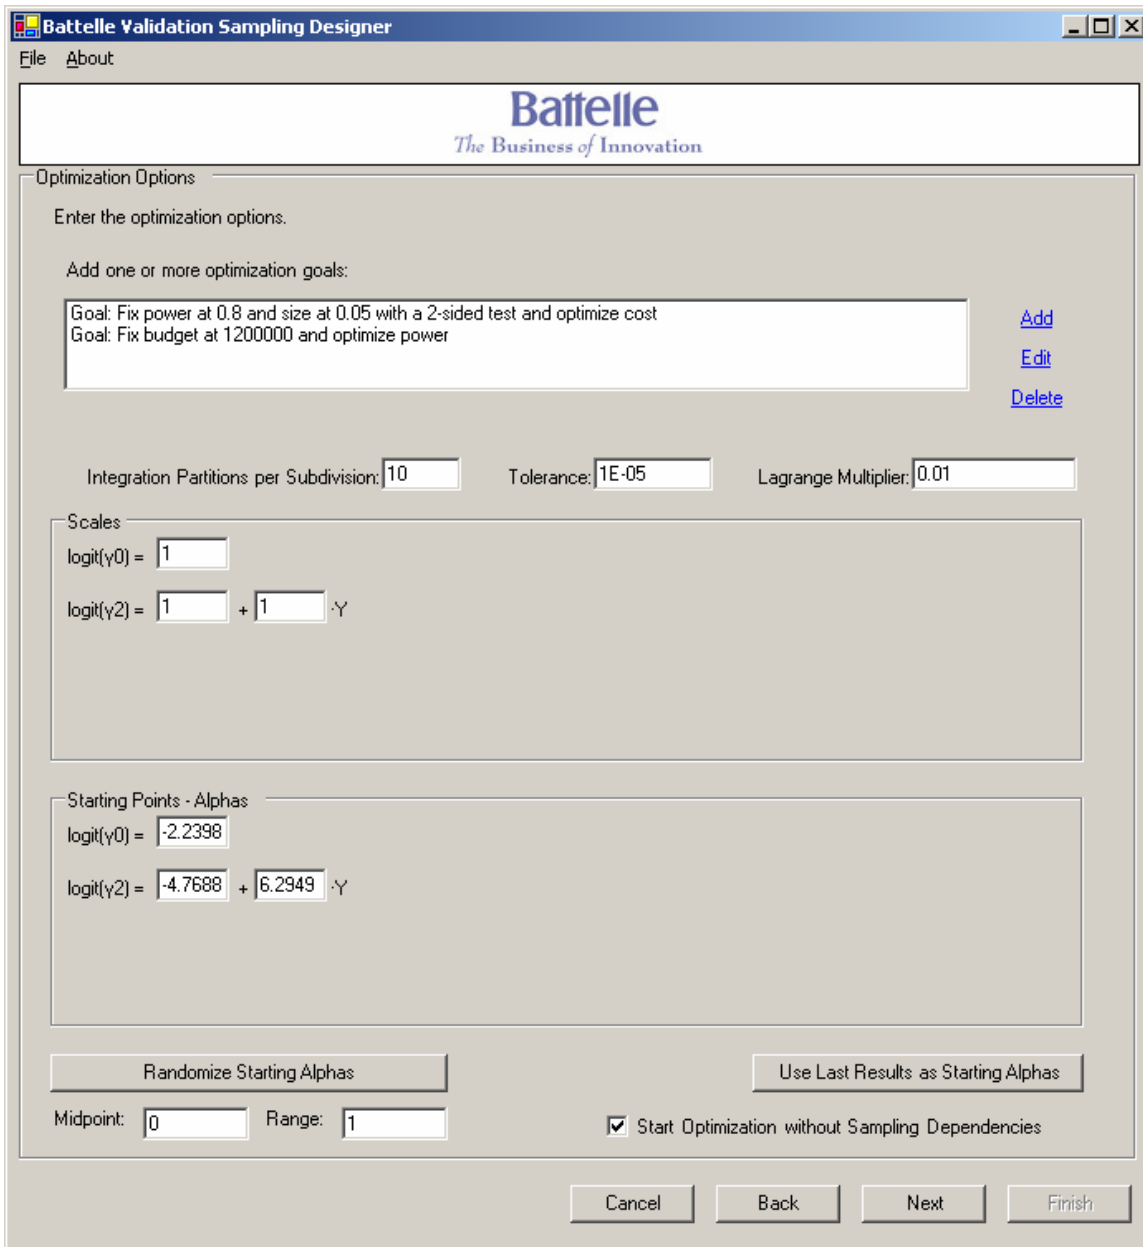 Battelle Validation Sampling Designer
File About
Battelle
The Business of Innovation
Optimization Options
Enter the optimization options.
Add one or more optimization goals:
Goal: Fix power at 0.8 and size at 0.05 with a 2-sided test and optimize cost
Goal: Fix budget at 1200000 and optimize power
Add
Edit
Delete
Integration Partitions per Subdivision: 10 Tolerance: 1E-05 Lagrange Multiplier: 0.01
Scales
logit(γ0) = 1
logit(γ2) = 1 + 1 ·Y
Starting Points - Alphas
logit(γ0) = -2.2398
logit(γ2) = -4.7688 + 6.2949 ·Y
Randomize Starting Alphas Use Last Results as Starting Alphas
Midpoint: 0 Range: 1 Start Optimization without Sampling Dependencies
Cancel Back Next Finish